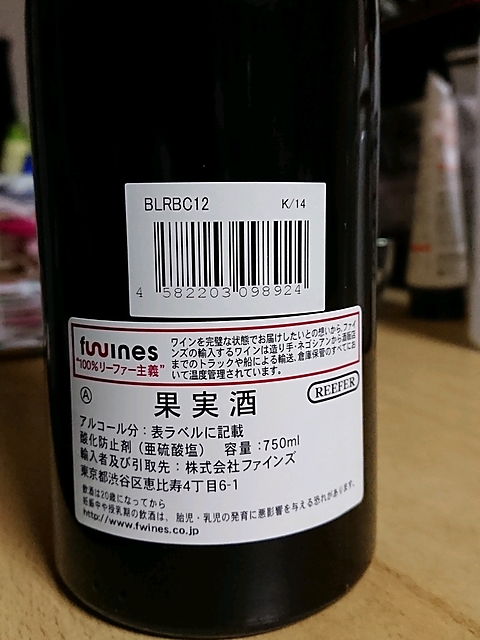 BLRBC12 K/14
4 582203 098924
fwines
"100%リーファー主義"
ワインを完璧な状態でお届けしたいとの想いから、ファイ
ンズの輸入するワインは造り手・ネゴシアンから酒販店
までのトラックや船による輸送、倉庫保管のすべてにお
いて温度管理されています。
REEFER
A
果実酒
アルコール分:表ラベルに記載
酸化防止剤(亜硫酸塩) 容量:750ml
輸入者及び引取先:株式会社ファインズ
東京都渋谷区恵比寿4丁目6-1
飲酒は20歳になってから
妊娠中や授乳期の飲酒は、胎児・乳児の発育に悪影響を与える恐れがあります。
http://www.fwines.co.jp